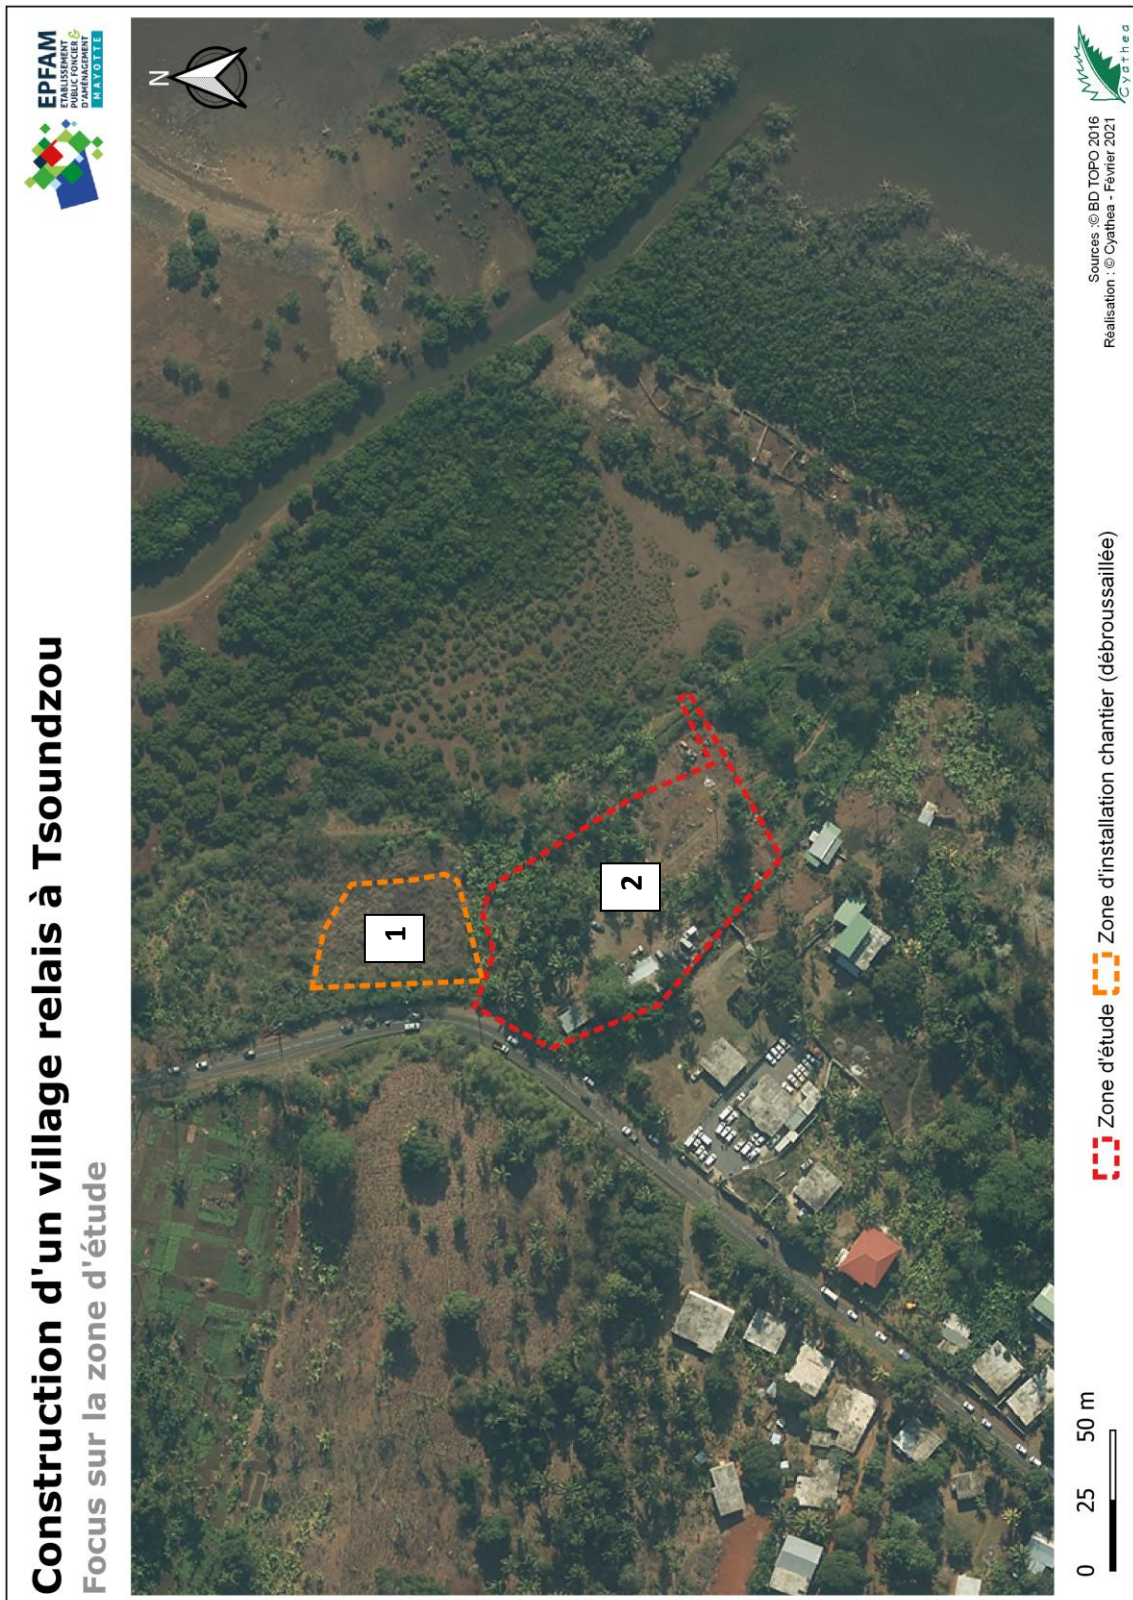 Construction d'un village relais à Tsoundzou
Focus sur la zone d'étude
EPFAM
ETABLISSEMENT
PUBLIC FONCIER &
D'AMÉNAGEMENT
MAYOTTE
N
1
2
0 25 50 m
Zone d'étude
Zone d'installation chantier (débroussaillée)
Sources :© BD TOPO 2016
Réalisation : © Cyathea - Février 2021
Cyathea